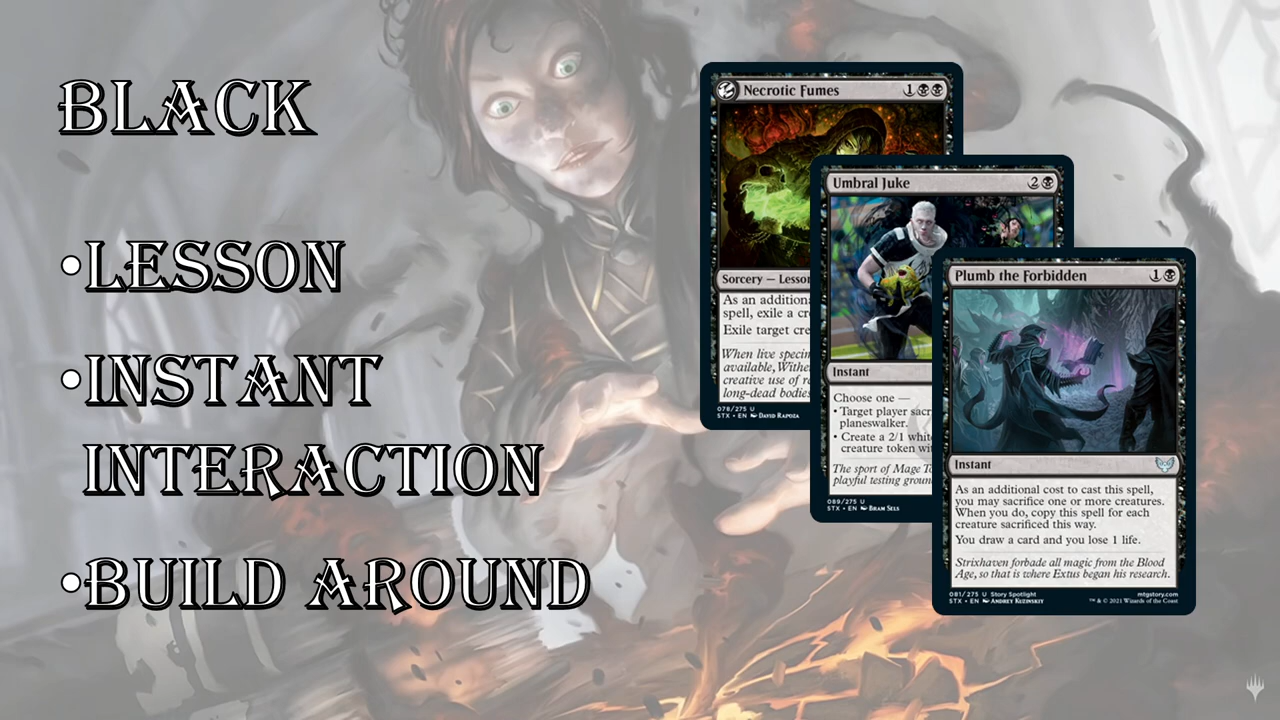 BLACK
•LESSON
•INSTANT
INTERACTION
•BUILD AROUND
Necrotic Fumes 1
Sorcery — Lesson
As an additiona
spell, exile a cr
Exile target cre
When live specin
available, Withe
creative use of r
long-dead bodies
078/275 U
STX • EN DAVID RAPOZA
Umbral Juke 2
Instant
Choose one —
• Target player sacr
planeswalker.
• Create a 2/1 white
creature token wit
The sport of Mage To
playful testing groun
089/275 U
STX • EN BRAM SELS
Plumb the Forbidden 1
Instant
As an additional cost to cast this spell,
you may sacrifice one or more creatures.
When you do, copy this spell for each
creature sacrificed this way.
You draw a card and you lose 1 life.
Strixhaven forbade all magic from the Blood
Age, so that is where Extus began his research.
081/275 U Story Spotlight mtgstory.com
STX • EN ANDREY KUZINSKIY ™ & © 2021 Wizards of the Coast